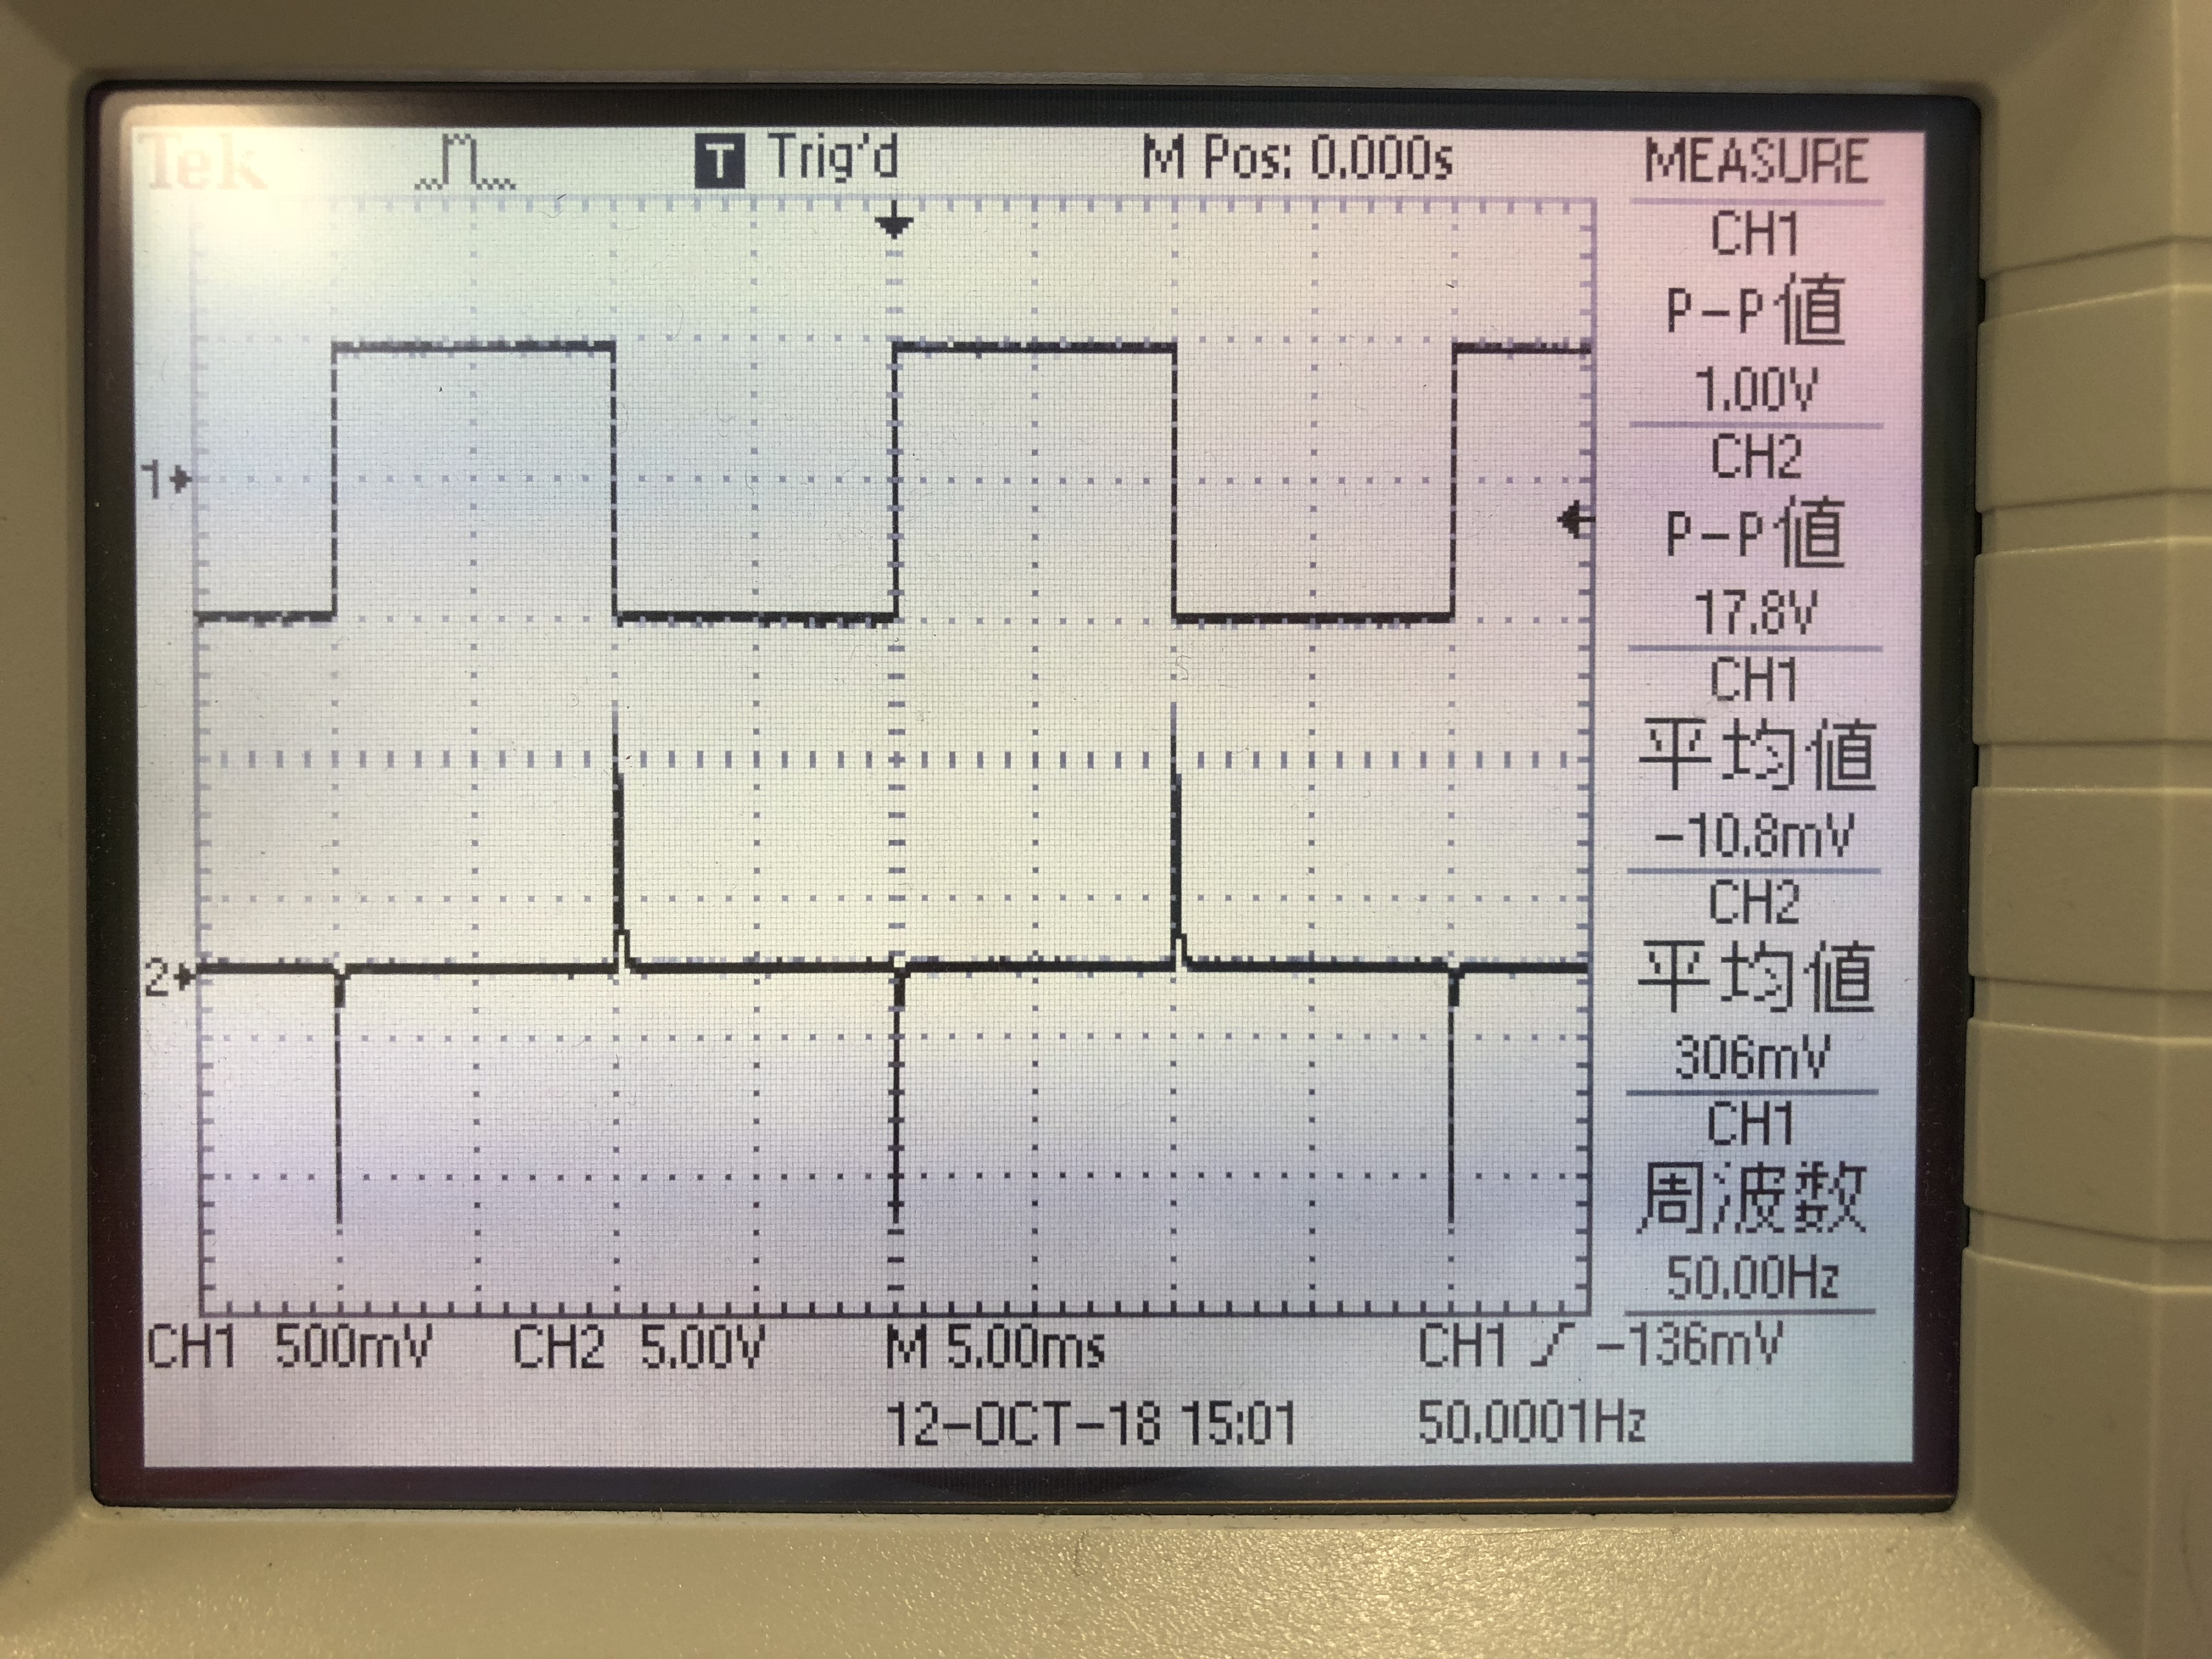 Tek T Trig'd M Pos: 0.000s MEASURE
CH1
P-P値
1.00V
CH2
P-P値
17.8V
CH1
平均値
-10.8mV
CH2
平均値
306mV
CH1
周波数
50.00Hz
1
2
CH1 500mV CH2 5.00V M 5.00ms CH1 -136mV
12-OCT-18 15:01 50.0001Hz